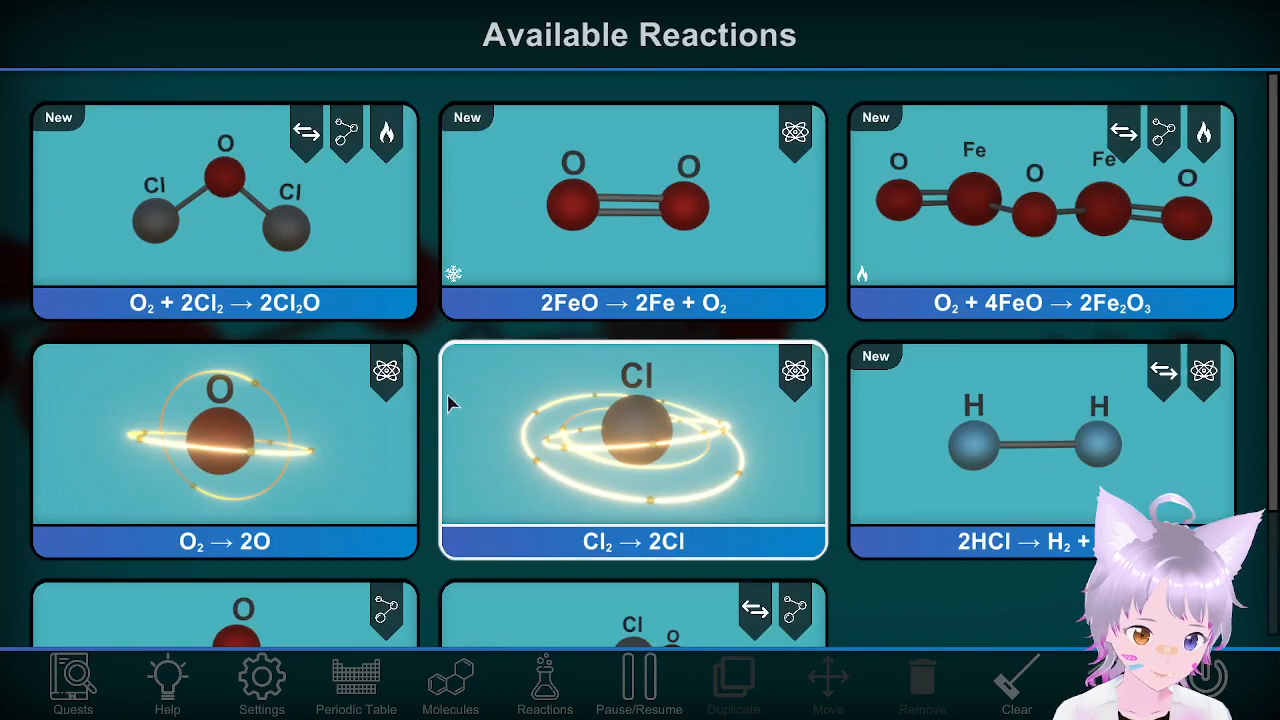 Available Reactions
New
Cl
O
Cl
O₂ + 2Cl₂ → 2Cl₂O
New
O
O
2FeO → 2Fe + O₂
New
O
Fe
O
Fe
O
O₂ + 4FeO → 2Fe₂O₃
O
O₂ → 2O
Cl
Cl₂ → 2Cl
New
H
H
2HCl → H₂ +
O
Cl
O
Quests
Help
Settings
Periodic Table
Molecules
Reactions
Pause/Resume
Duplicate
Move
Remove
Clear